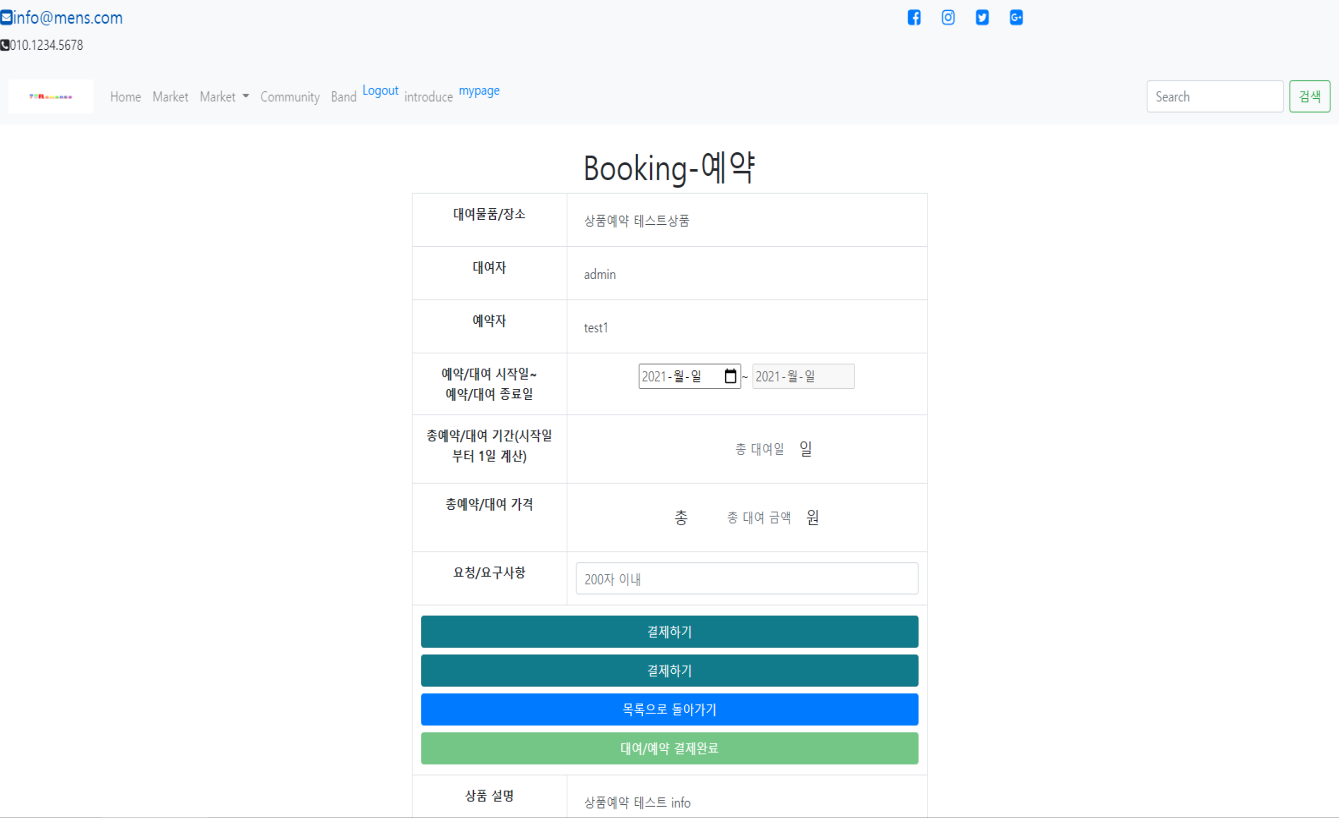 info@mens.com
010.1234.5678
Home Market Market Community Band Logout introduce mypage Search 검색
Booking-예약
대여물품/장소 상품예약 테스트상품
대여자 admin
예약자 test1
예약/대여 시작일~ 2021-월-일 ~ 2021-월-일
예약/대여 종료일
총예약/대여 기간(시작일 총 대여일 일
부터 1일 계산)
총예약/대여 가격 총 총 대여 금액 원
요청/요구사항 200자 이내
결제하기
결제하기
목록으로 돌아가기
대여/예약 결제완료
상품 설명 상품예약 테스트 info